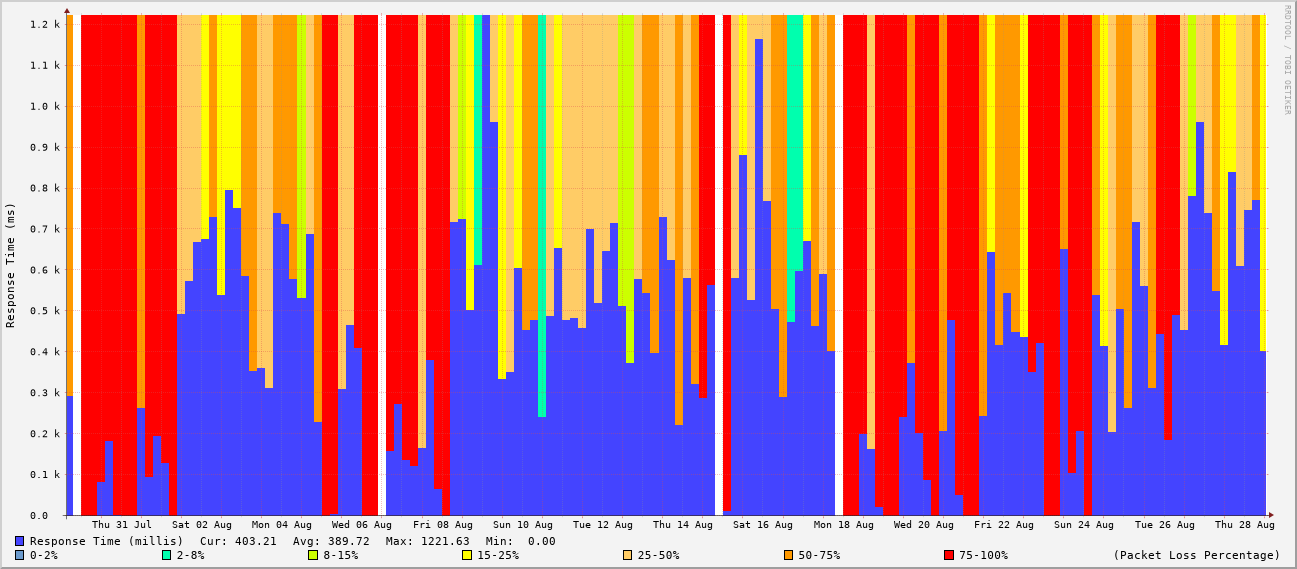 RRDTOOL / TOBI OETIKER
Response Time (ms)
1.2 k
1.1 k
1.0 k
0.9 k
0.8 k
0.7 k
0.6 k
0.5 k
0.4 k
0.3 k
0.2 k
0.1 k
0.0
Thu 31 Jul Sat 02 Aug Mon 04 Aug Wed 06 Aug Fri 08 Aug Sun 10 Aug Tue 12 Aug Thu 14 Aug Sat 16 Aug Mon 18 Aug Wed 20 Aug Fri 22 Aug Sun 24 Aug Tue 26 Aug Thu 28 Aug
Response Time (millis) Cur: 403.21 Avg: 389.72 Max: 1221.63 Min: 0.00
0-2% 2-8% 8-15% 15-25% 25-50% 50-75% 75-100% (Packet Loss Percentage)